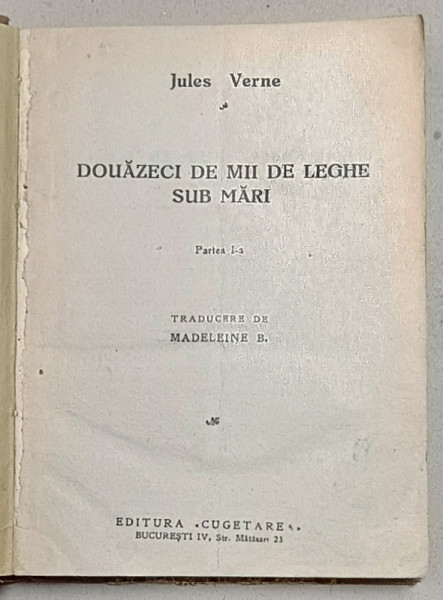 Jules Verne
DOUĂZECI DE MII DE LEGHE
SUB MĂRI
Partea I-a
TRADUCERE DE
MADELEINE B.
EDITURA „CUGETARE"
BUCUREȘTI IV, Str. Mătăsari 23